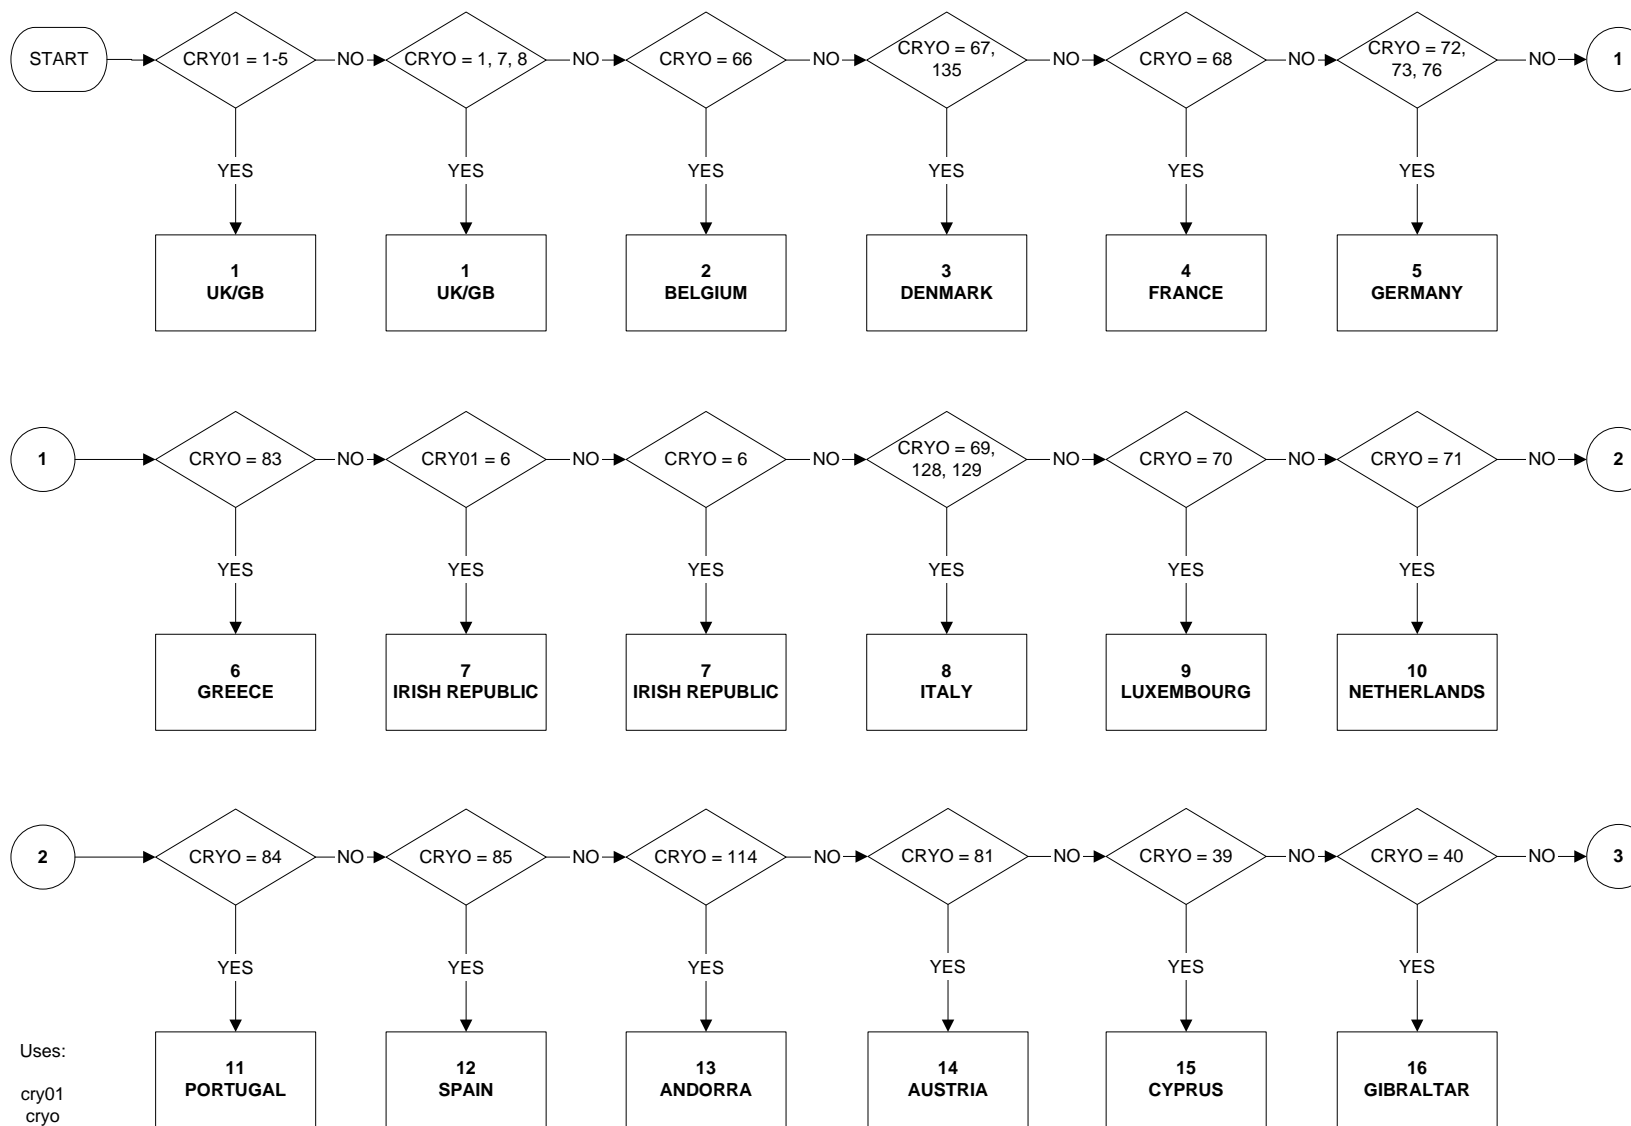 START
CRY01 = 1-5
NO
CRYO = 1, 7, 8
NO
CRYO = 66
NO
CRYO = 67,
135
NO
CRYO = 68
NO
CRYO = 72,
73, 76
NO
1
YES
YES
YES
YES
YES
YES
1
UK/GB
1
UK/GB
2
BELGIUM
3
DENMARK
4
FRANCE
5
GERMANY
1
CRYO = 83
NO
CRY01 = 6
NO
CRYO = 6
NO
CRYO = 69,
128, 129
NO
CRYO = 70
NO
CRYO = 71
NO
2
YES
YES
YES
YES
YES
YES
6
GREECE
7
IRISH REPUBLIC
7
IRISH REPUBLIC
8
ITALY
9
LUXEMBOURG
10
NETHERLANDS
2
CRYO = 84
NO
CRYO = 85
NO
CRYO = 114
NO
CRYO = 81
NO
CRYO = 39
NO
CRYO = 40
NO
3
YES
YES
YES
YES
YES
YES
11
PORTUGAL
12
SPAIN
13
ANDORRA
14
AUSTRIA
15
CYPRUS
16
GIBRALTAR
Uses:
cry01
cryo